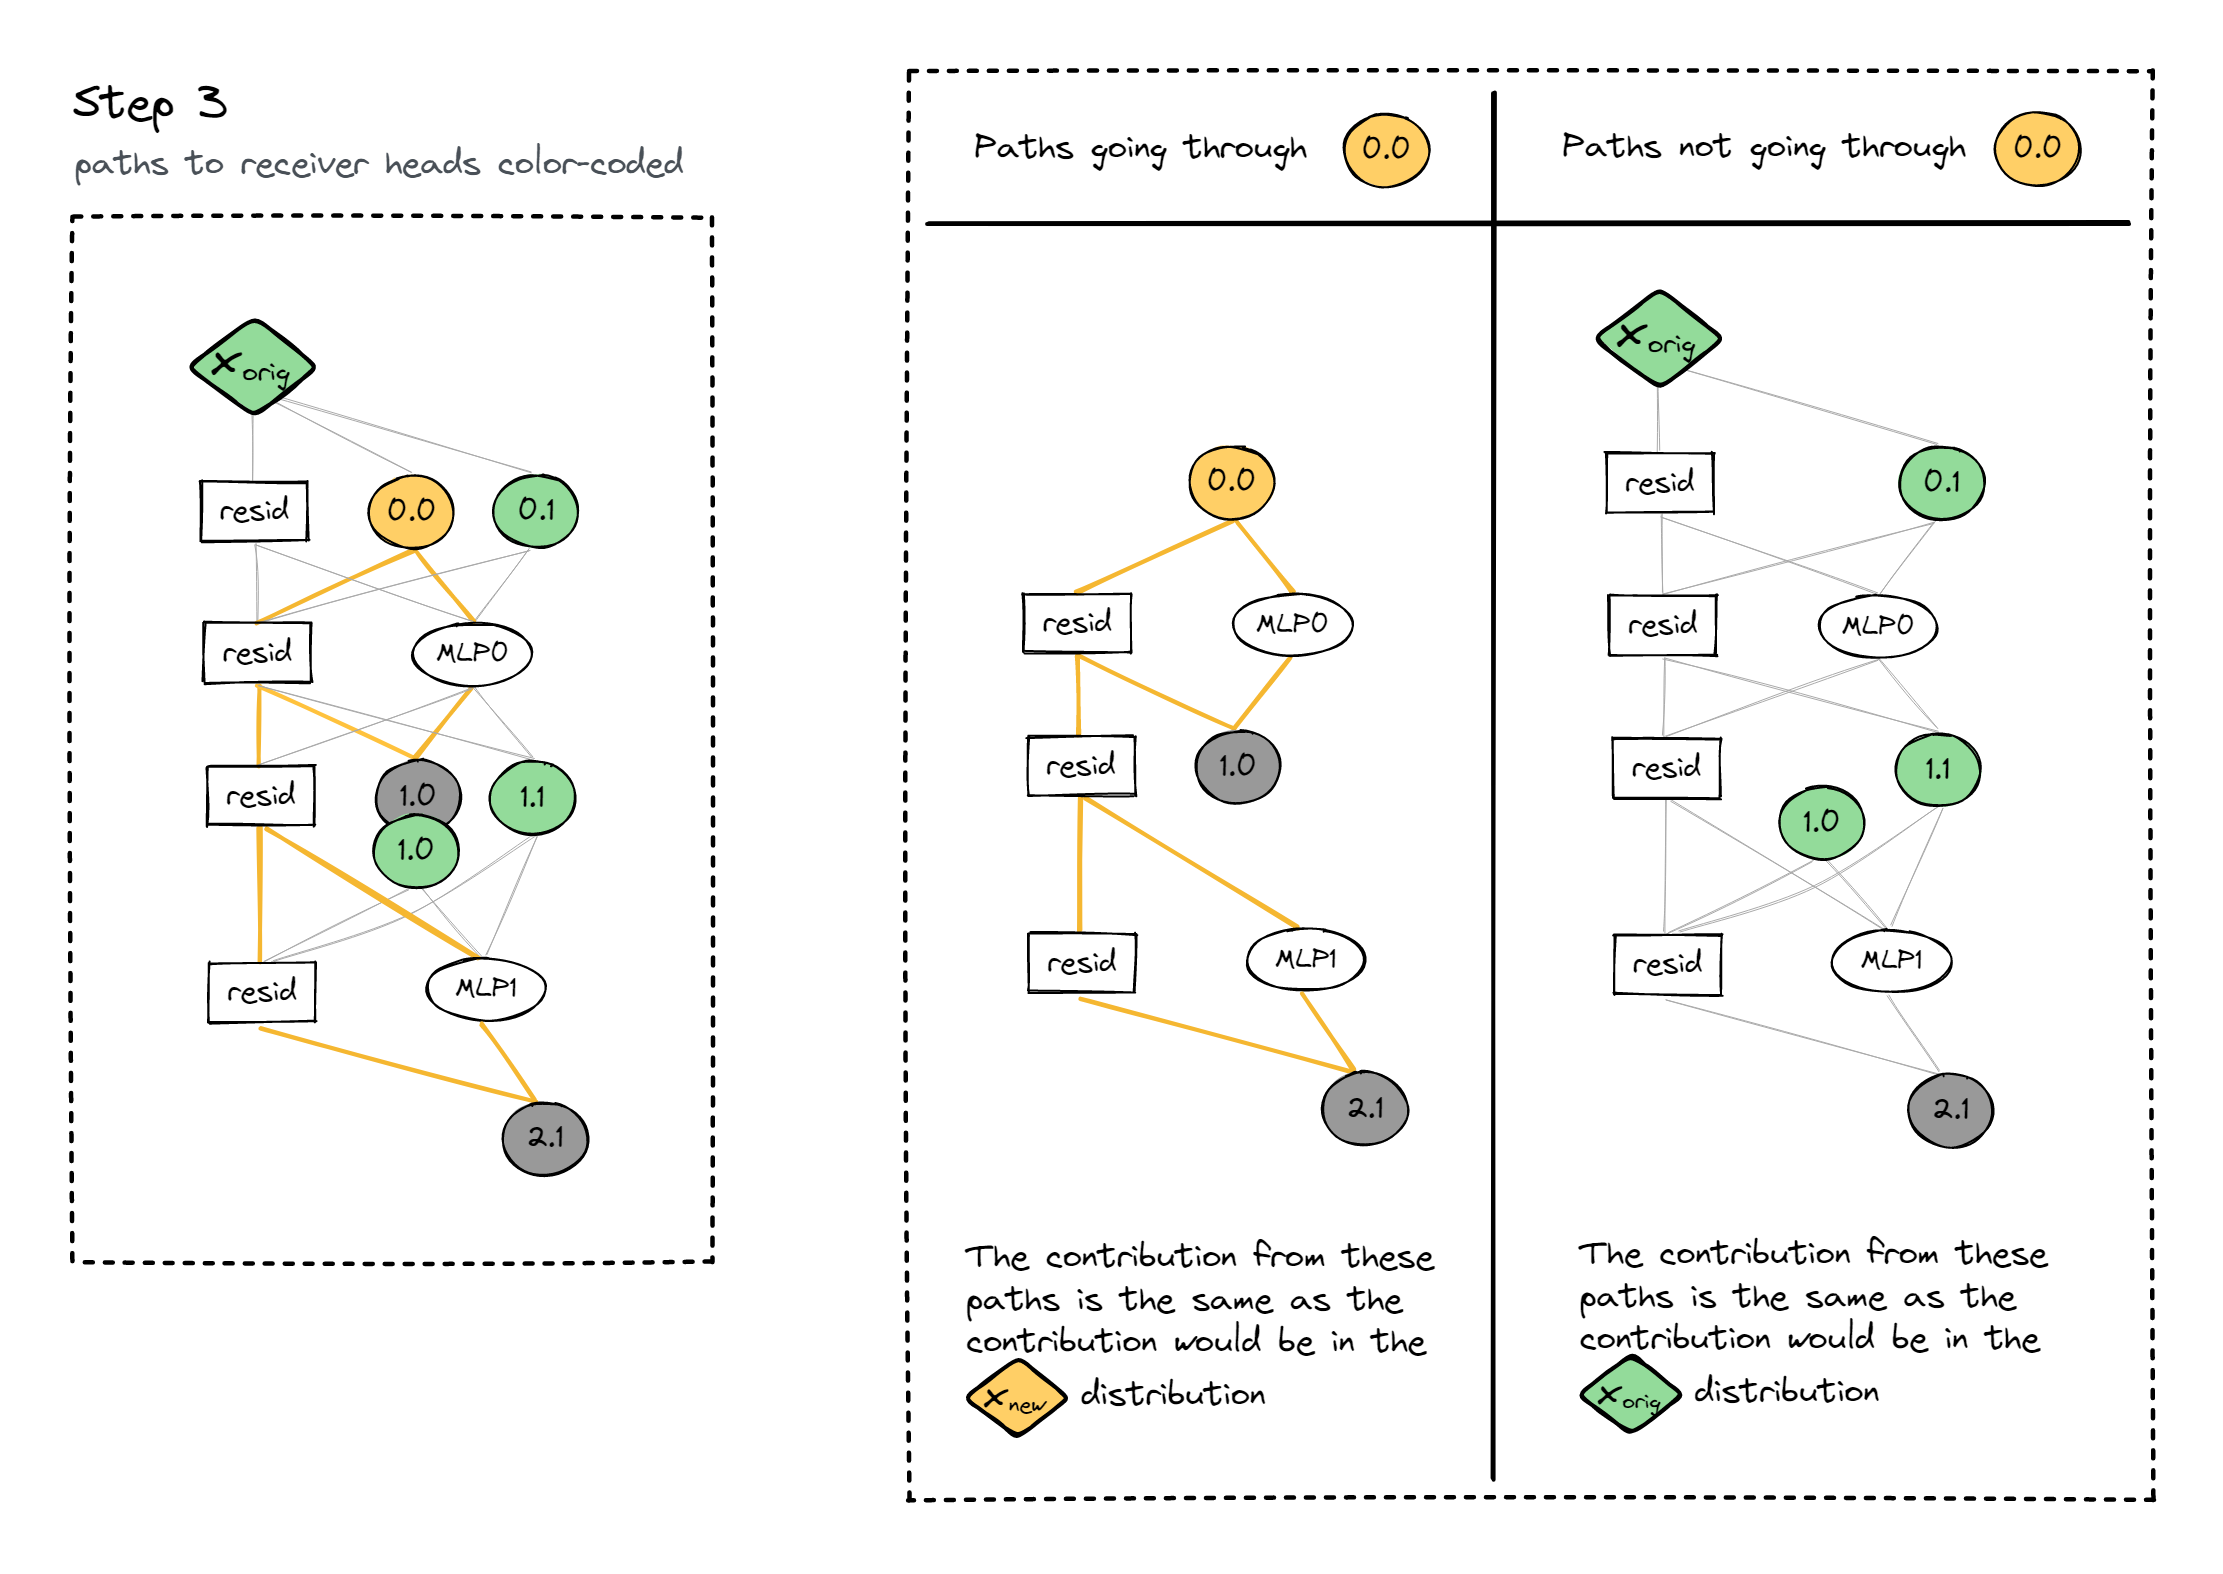 Step 3
paths to receiver heads color-coded
x orig
resid
0.0
0.1
resid
MLP0
resid
1.0
1.1
1.0
resid
MLP1
2.1
Paths going through 0.0
Paths not going through 0.0
0.0
resid
MLP0
resid
1.0
resid
MLP1
2.1
The contribution from these
paths is the same as the
contribution would be in the
x new distribution
x orig
resid
0.1
resid
MLP0
resid
1.1
1.0
resid
MLP1
2.1
The contribution from these
paths is the same as the
contribution would be in the
x orig distribution